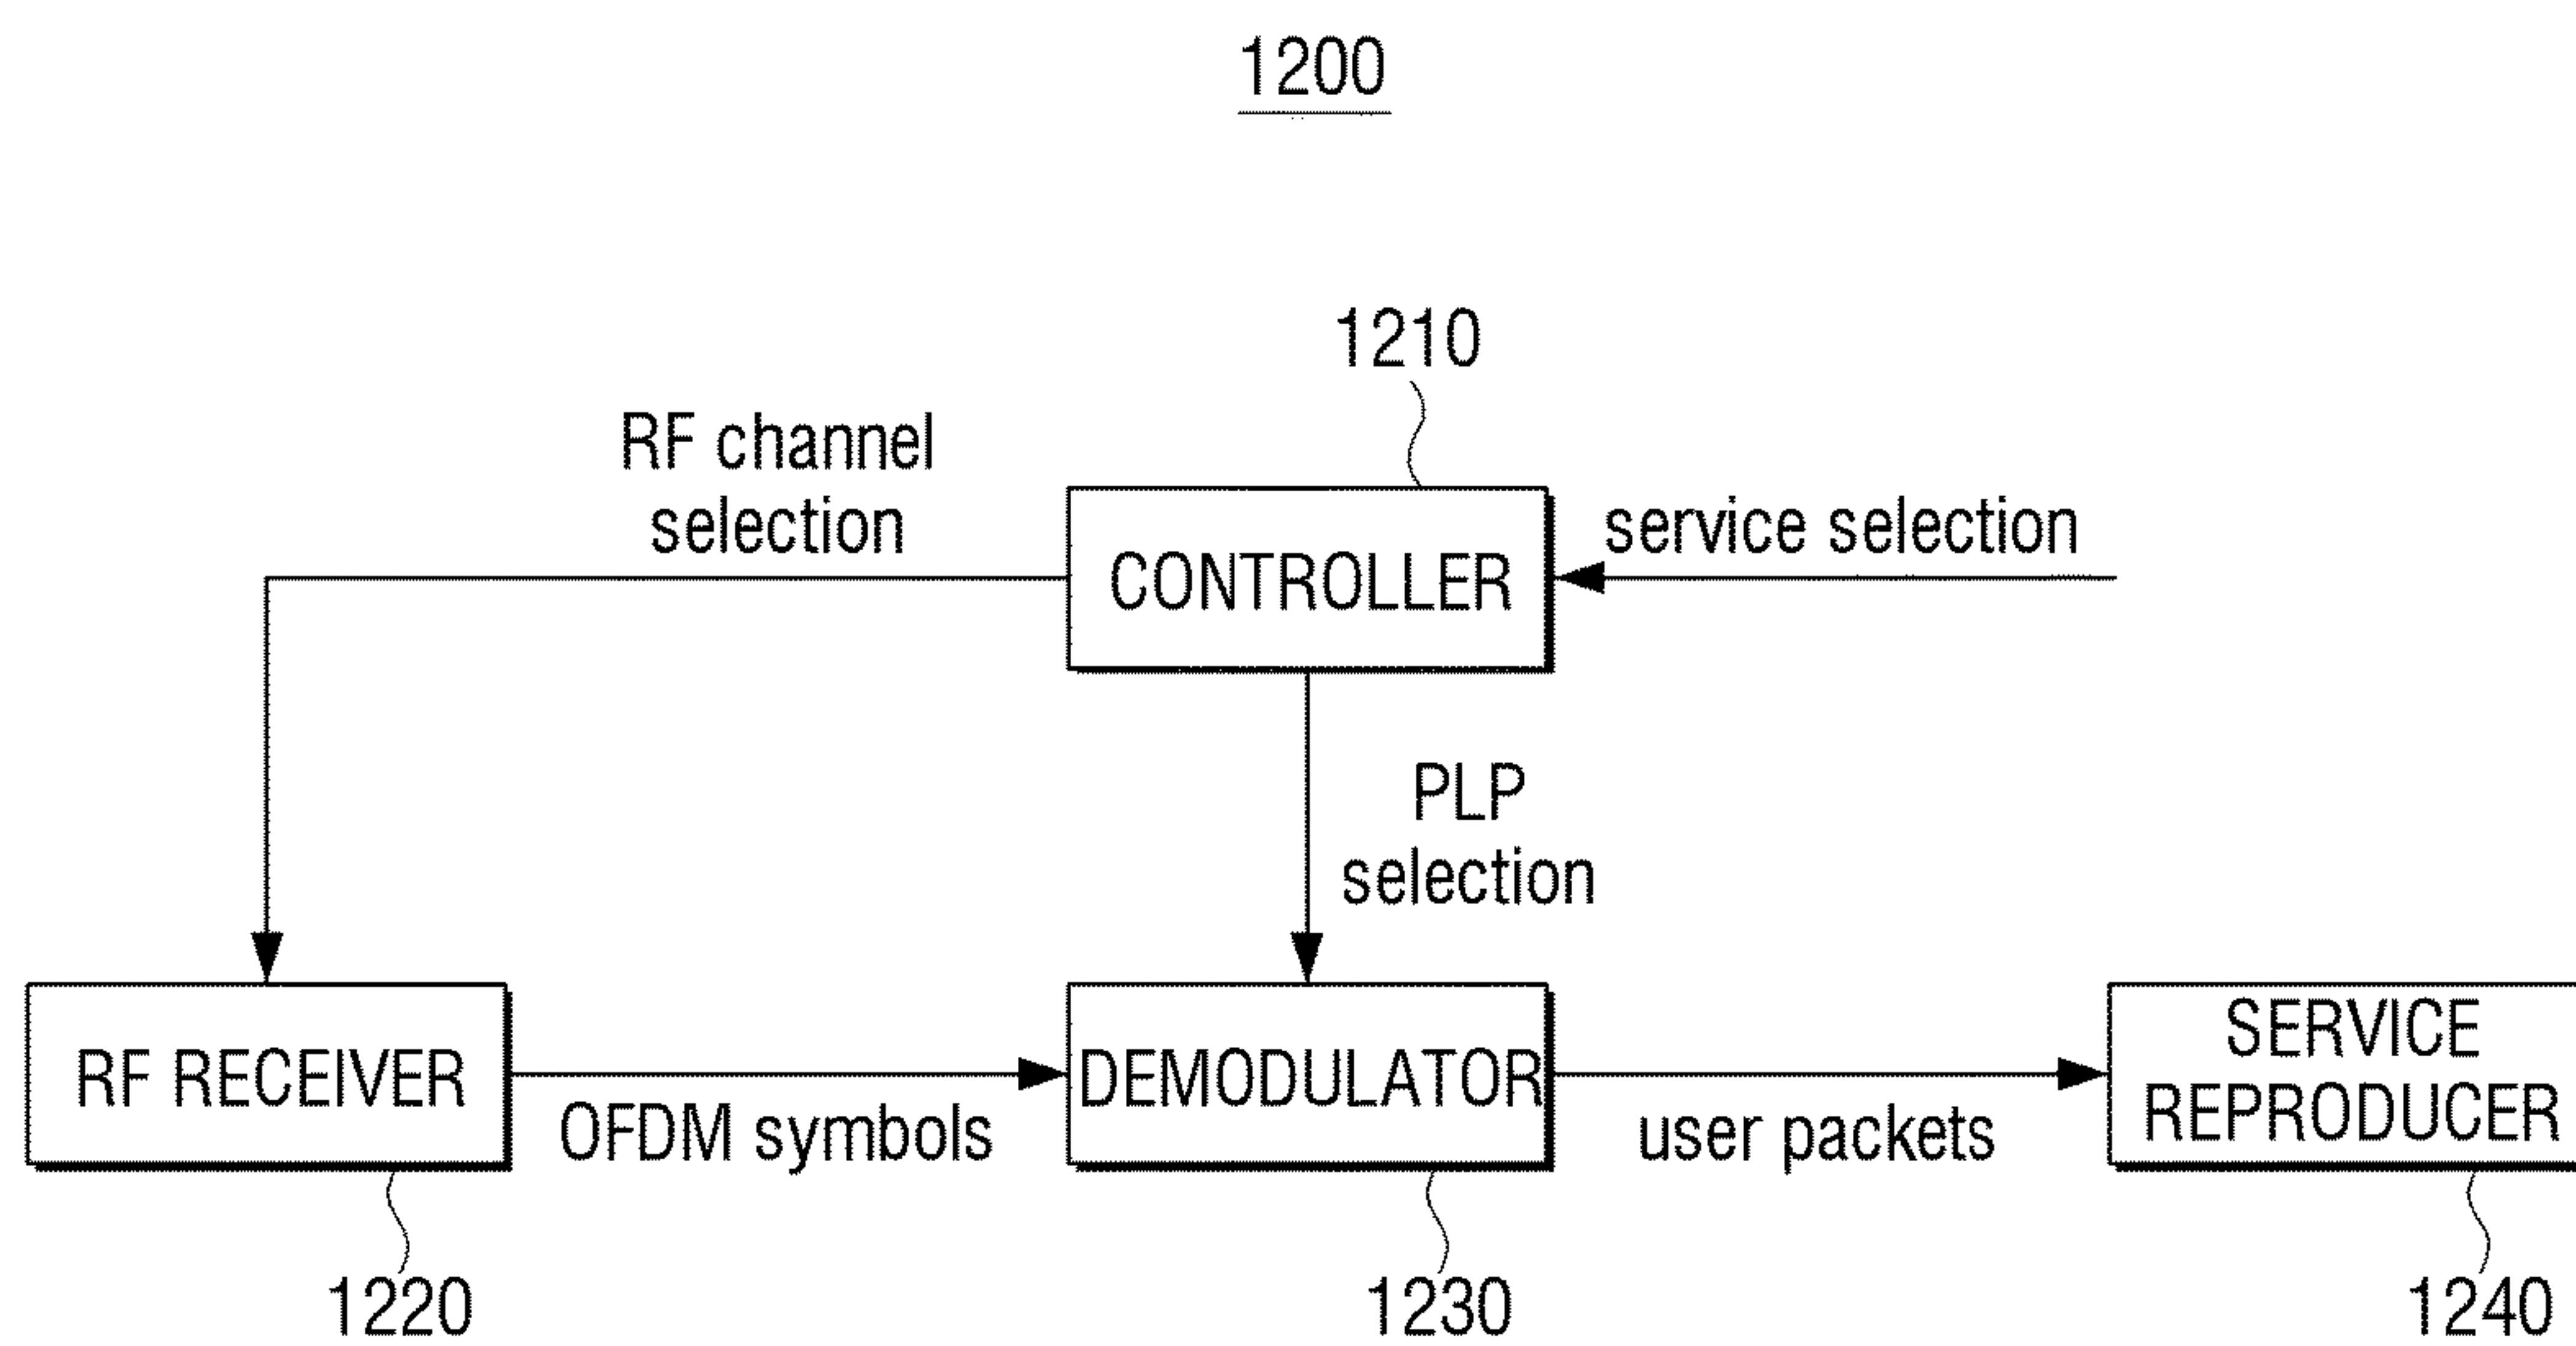 1200
1210
RF channel
selection
CONTROLLER
service selection
PLP
selection
RF RECEIVER
OFDM symbols
DEMODULATOR
user packets
SERVICE
REPRODUCER
1220
1230
1240